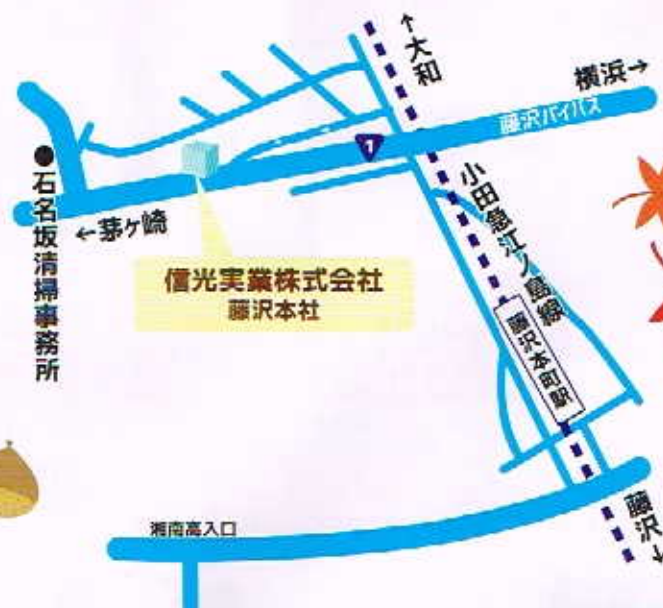 ↑大和
横浜→
藤沢バイパス
1
小田急江ノ島線
●石名坂清掃事務所
←茅ヶ崎
信光実業株式会社
藤沢本社
藤沢本町駅
湘南高入口
藤沢↓